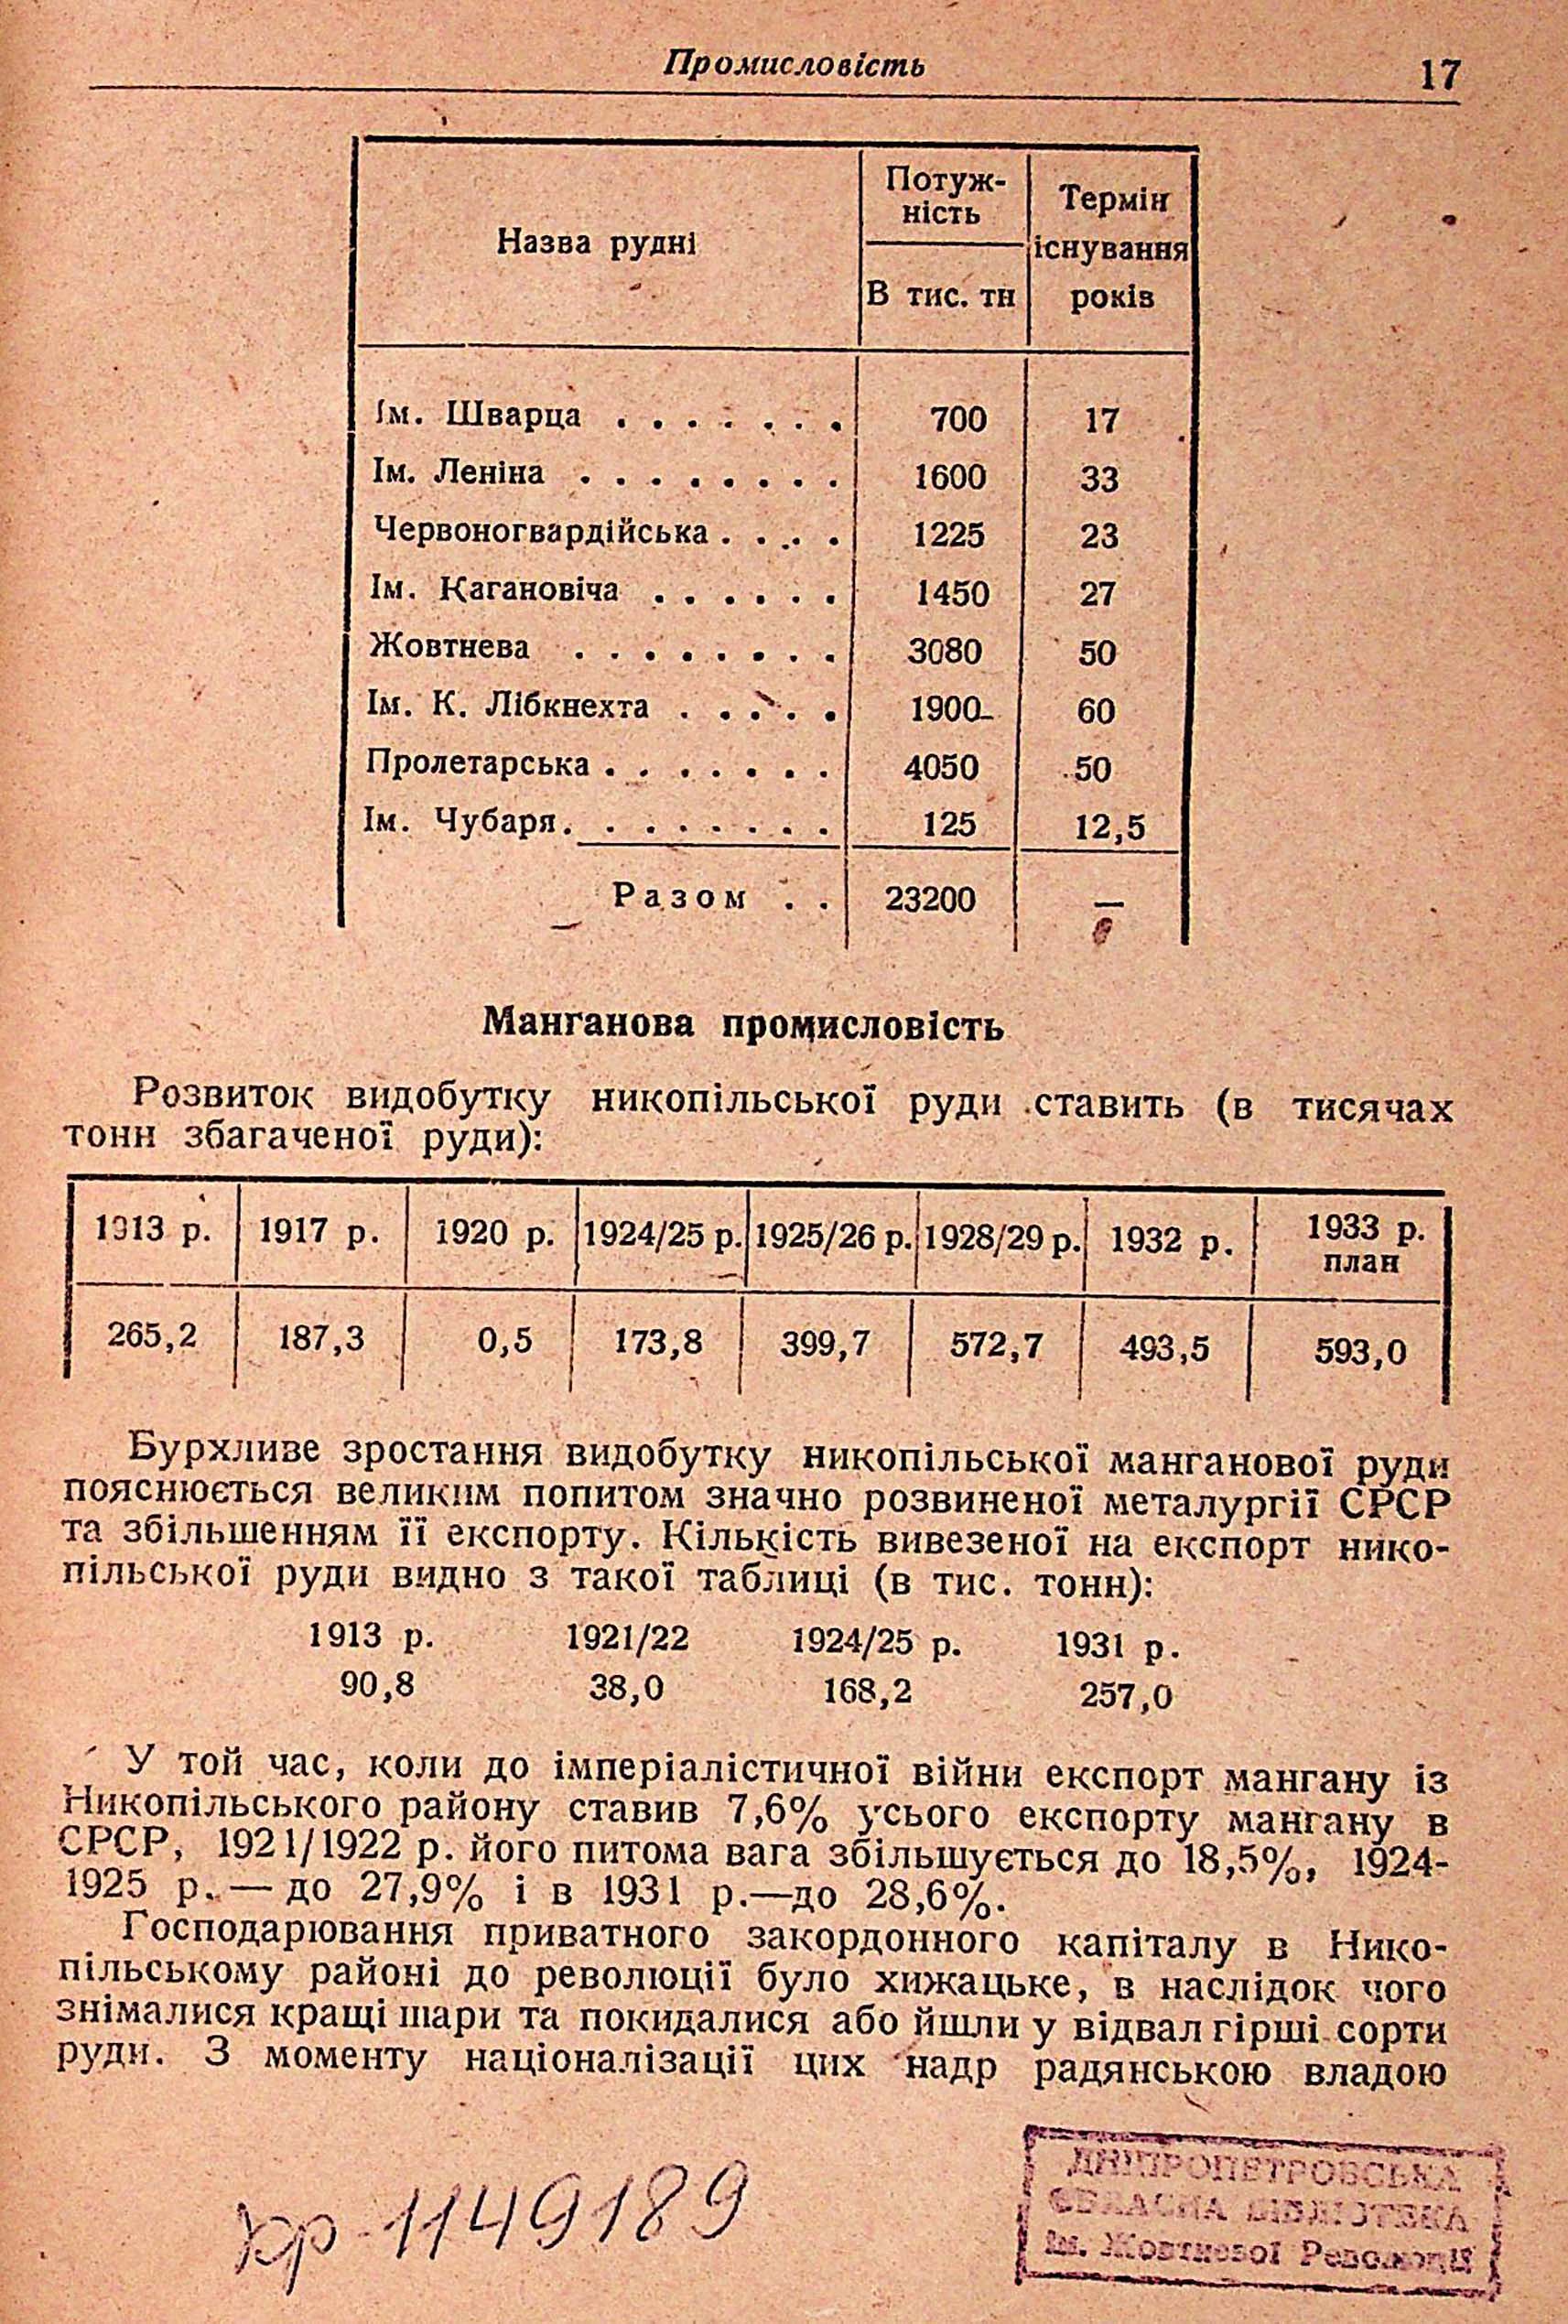 Промисловість 17
Назва рудні
Потуж-
ність
В тис. тн
Термін
існування
років
Ім. Шварца . . . . . . . 700 17
Ім. Леніна . . . . . . . . 1600 33
Червоногвардійська . . . . 1225 23
Ім. Кагановіча . . . . . . 1450 27
Жовтнева . . . . . . . . 3080 50
Ім. К. Лібкнехта . . . . . 1900 60
Пролетарська . . . . . . . 4050 50
Ім. Чубаря . . . . . . . . 125 12,5
Разом . . 23200 —
Манганова промисловість
Розвиток видобутку никопільської руди ставить (в тисячах
тонн збагаченої руди):
1913 р. 1917 р. 1920 р. 1924/25 р. 1925/26 р. 1928/29 р. 1932 р. 1933 р.
план
265,2 187,3 0,5 173,8 399,7 572,7 493,5 593,0
Бурхливе зростання видобутку никопільської манганової руди
пояснюється великим попитом значно розвиненої металургії СРСР
та збільшенням її експорту. Кількість вивезеної на експорт нико-
пільської руди видно з такої таблиці (в тис. тонн):
1913 р. 1921/22 1924/25 р. 1931 р.
90,8 38,0 168,2 257,0
У той час, коли до імперіалістичної війни експорт мангану із
Никопільського району ставив 7,6% усього експорту мангану в
СРСР, 1921/1922 р. його питома вага збільшується до 18,5%, 1924-
1925 р. — до 27,9% і в 1931 р.—до 28,6%.
Господарювання приватного закордонного капіталу в Нико-
пільському районі до революції було хижацьке, в наслідок чого
знімалися кращі шари та покидалися або йшли у відвал гірші сорти
руди. З моменту націоналізації цих надр радянською владою
кр-1149189
ДНІПРОПЕТРОВСЬКА
ОБЛАСНА БІБЛІОТЕКА
ім. Жовтневої Революції